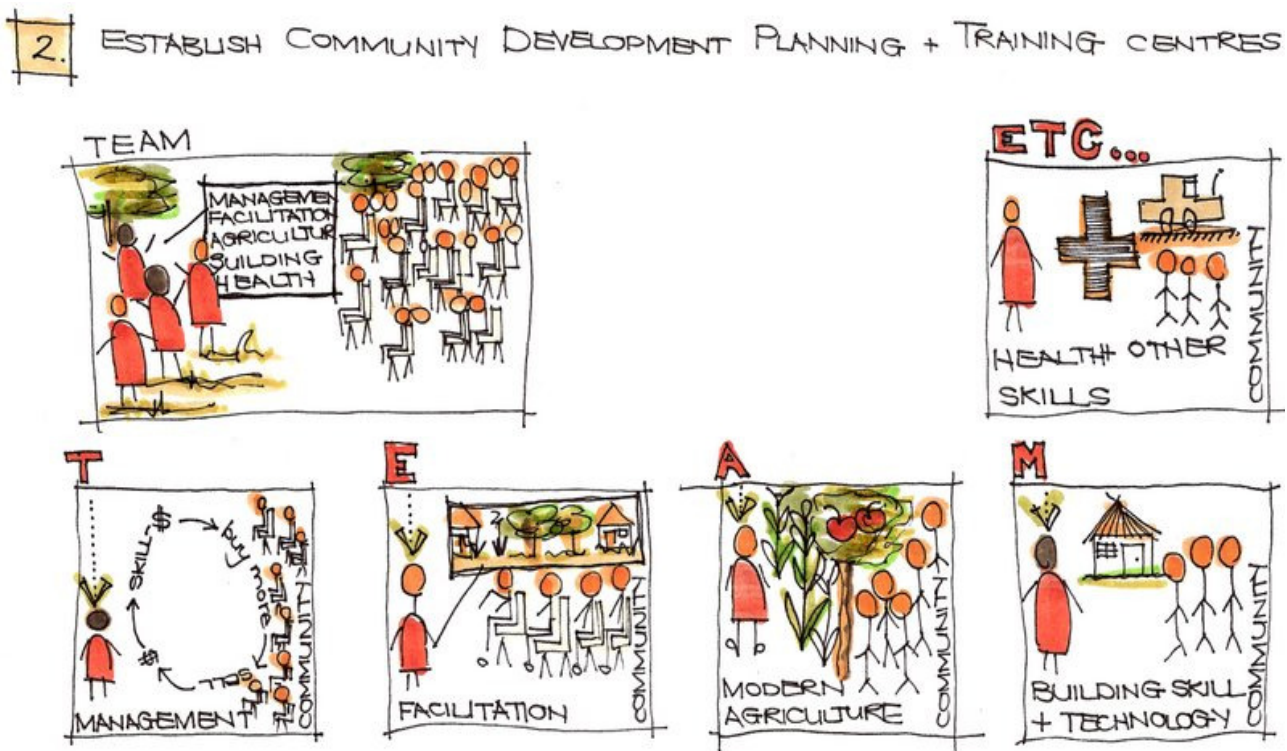 2. ESTABLISH COMMUNITY DEVELOPMENT PLANNING + TRAINING CENTRES
TEAM
MANAGEMEN
FACILITATION
AGRICULTUR
BUILDING
HEALTH
ETC...
HEALTH + OTHER
SKILLS
COMMUNITY
T
SKILL
$
buy more
SELL
$
COMMUNITY
MANAGEMENT
E
COMMUNITY
FACILITATION
A
COMMUNITY
MODERN
AGRICULTURE
M
COMMUNITY
BUILDING SKILL
+ TECHNOLOGY